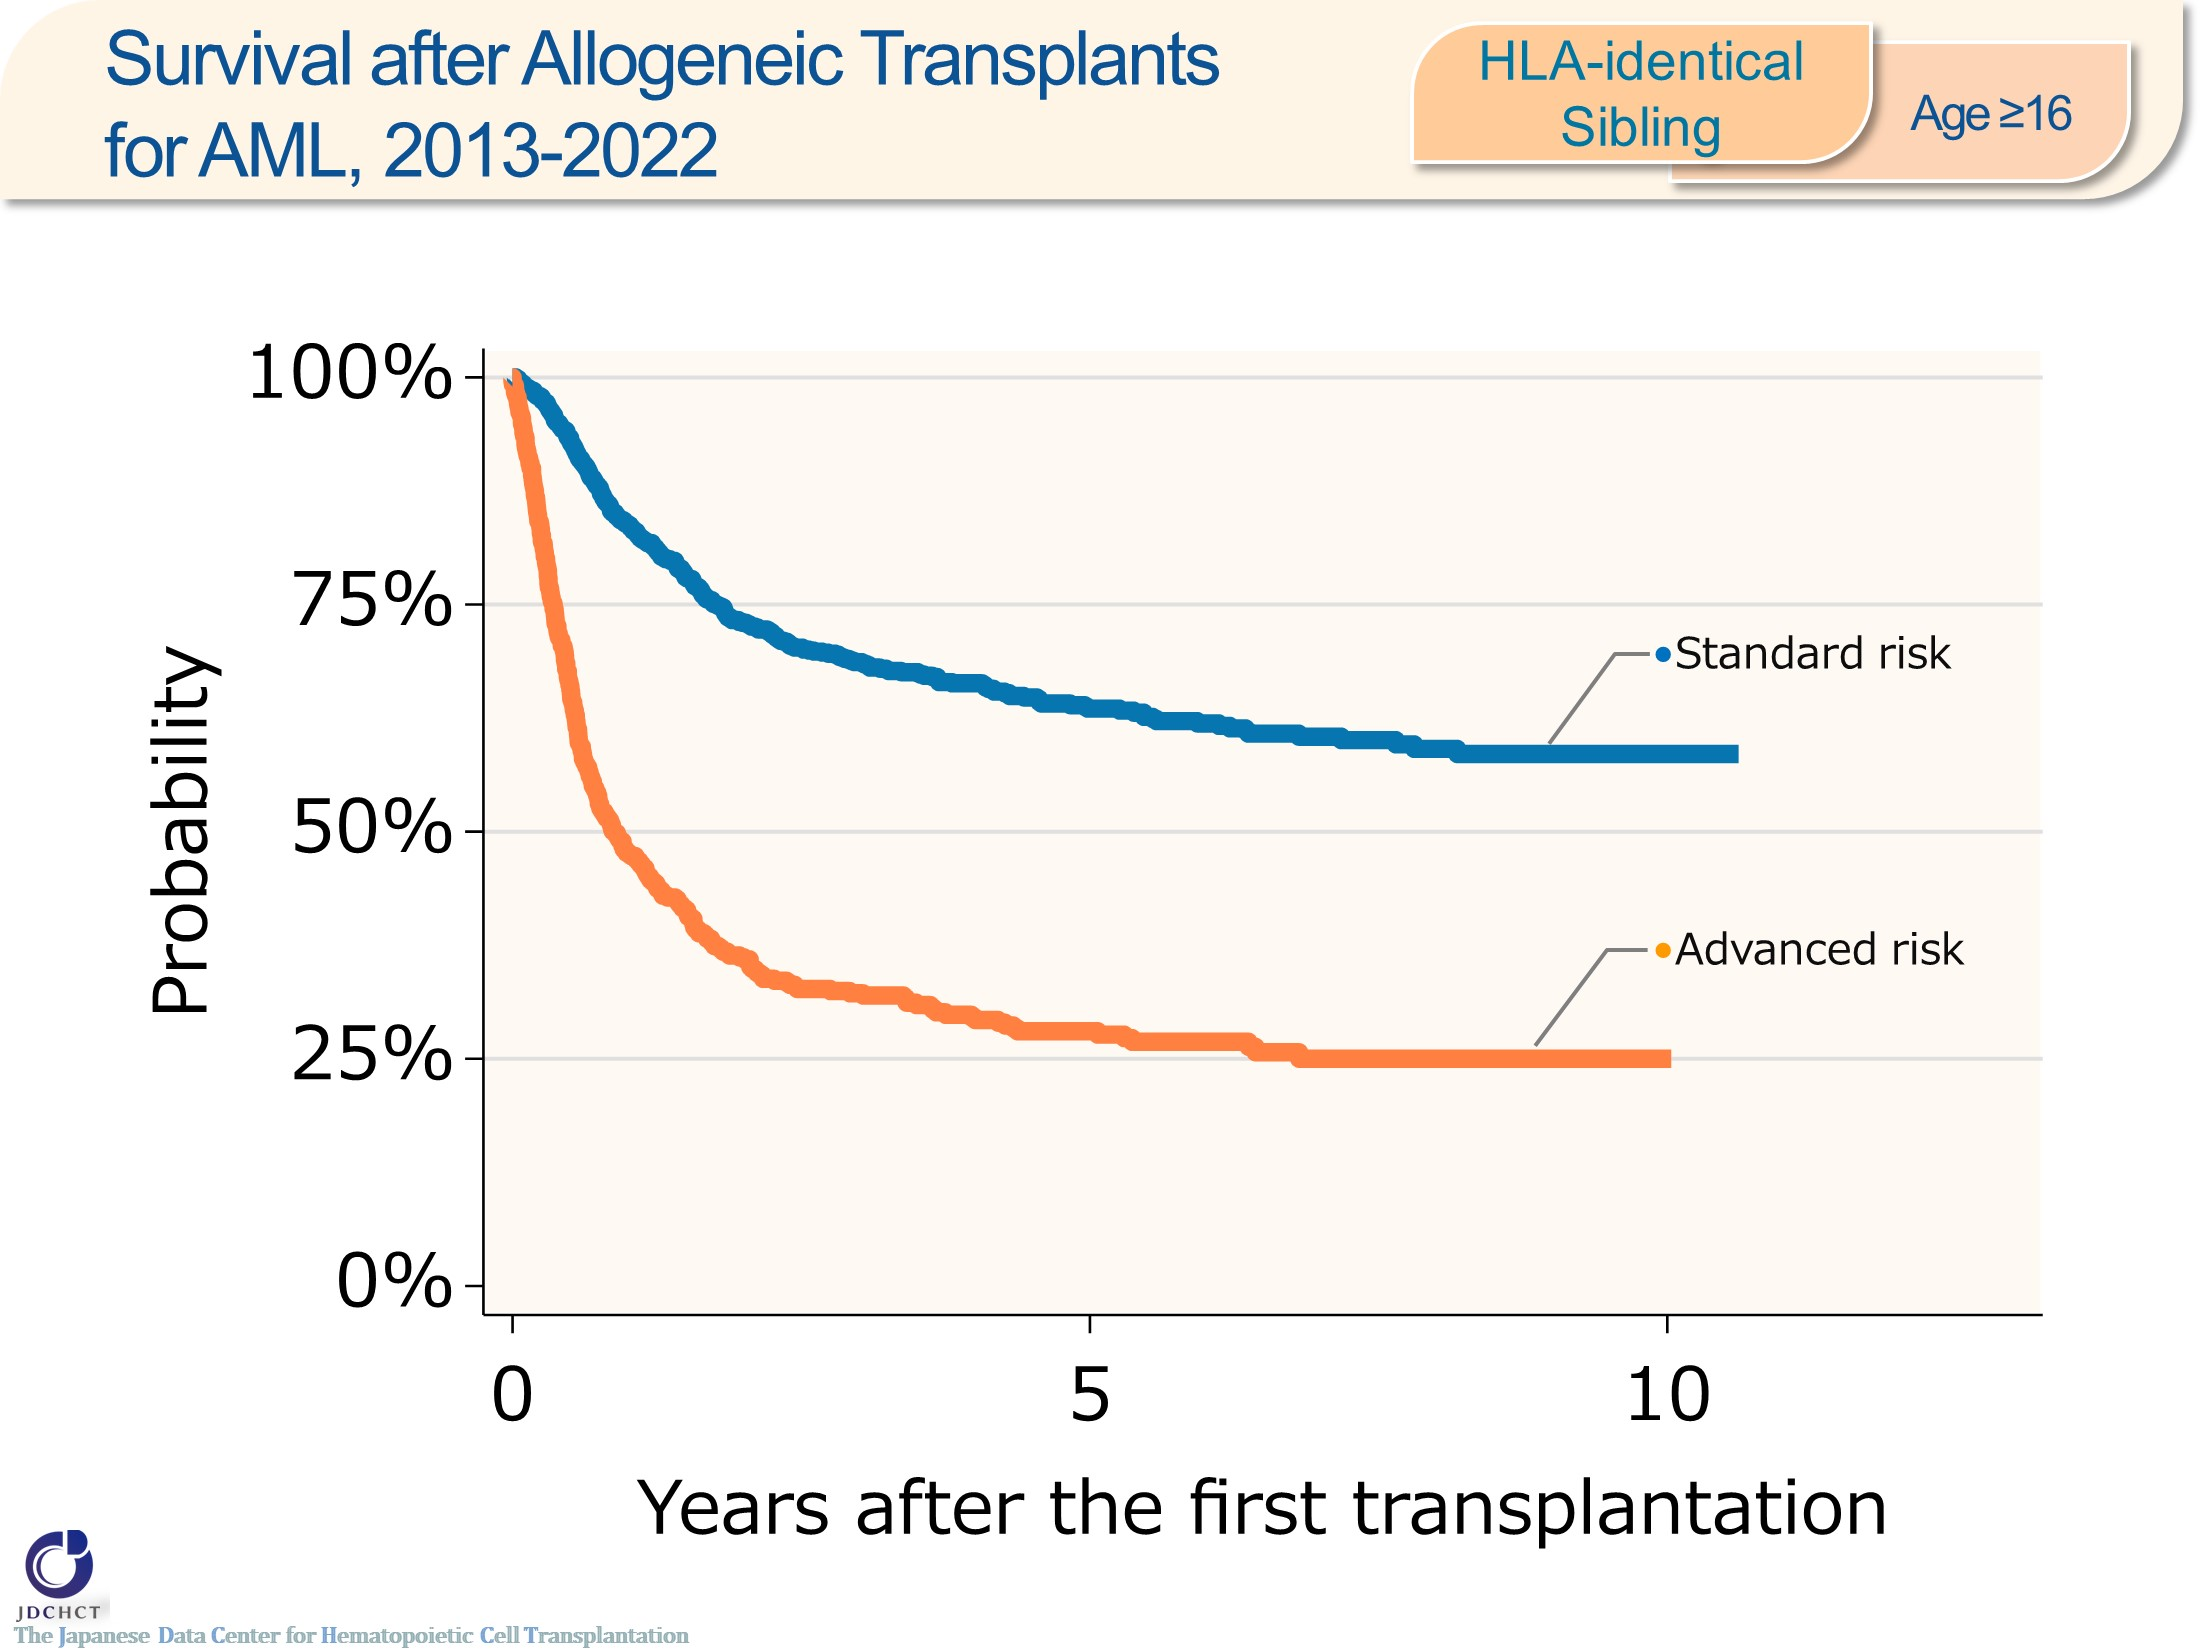 Survival after Allogeneic Transplants
for AML, 2013-2022
HLA-identical
Sibling
Age ≥16
100%
75%
50%
25%
0%
Probability
Standard risk
Advanced risk
0
5
10
Years after the first transplantation
JDCHCT
The Japanese Data Center for Hematopoietic Cell Transplantation